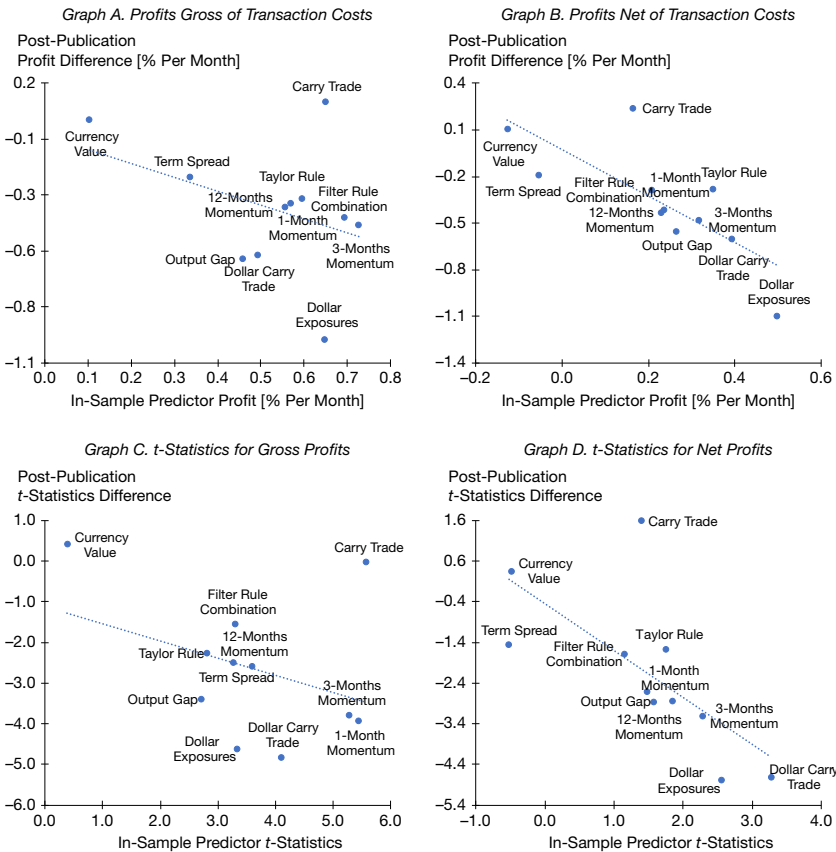 Graph A. Profits Gross of Transaction Costs
Post-Publication
Profit Difference [% Per Month]
0.2
−0.1
−0.3
−0.6
−0.8
−1.1
0.0 0.1 0.2 0.3 0.4 0.5 0.6 0.7 0.8
In-Sample Predictor Profit [% Per Month]
Carry Trade
Currency
Value
Term Spread
Taylor Rule
12-Months
Momentum
Filter Rule
Combination
1-Month
Momentum
3-Months
Momentum
Output Gap
Dollar Carry
Trade
Dollar
Exposures
Graph B. Profits Net of Transaction Costs
Post-Publication
Profit Difference [% Per Month]
0.4
0.1
−0.2
−0.5
−0.8
−1.1
−1.4
−0.2 0.0 0.2 0.4 0.6
In-Sample Predictor Profit [% Per Month]
Carry Trade
Currency
Value
Term Spread
Filter Rule
Combination
1-Month
Momentum
Taylor Rule
12-Months
Momentum
3-Months
Momentum
Output Gap
Dollar Carry
Trade
Dollar
Exposures
Graph C. t-Statistics for Gross Profits
Post-Publication
t-Statistics Difference
1.0
0.0
−1.0
−2.0
−3.0
−4.0
−5.0
−6.0
0.0 1.0 2.0 3.0 4.0 5.0 6.0
In-Sample Predictor t-Statistics
Currency
Value
Carry Trade
Filter Rule
Combination
12-Months
Momentum
Taylor Rule
Term Spread
3-Months
Momentum
Output Gap
Dollar Carry
Trade
1-Month
Momentum
Dollar
Exposures
Graph D. t-Statistics for Net Profits
Post-Publication
t-Statistics Difference
1.6
0.6
−0.4
−1.4
−2.4
−3.4
−4.4
−5.4
−1.0 0.0 1.0 2.0 3.0 4.0
In-Sample Predictor t-Statistics
Carry Trade
Currency
Value
Term Spread
Taylor Rule
Filter Rule
Combination
1-Month
Momentum
Output Gap
12-Months
Momentum
3-Months
Momentum
Dollar
Exposures
Dollar Carry
Trade